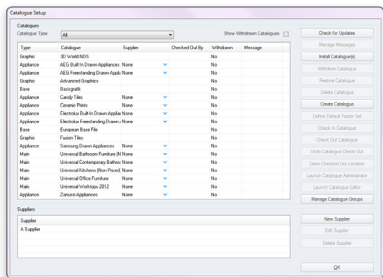 Catalogue Setup
Catalogues
Catalogue Type All Show Withdrawn Catalogues
Type Catalogue Supplier Checked Out By Withdrawn Message
Graphic 3D World NDS No
Appliance AEG Built In Drawn Appliances None No
Appliance AEG Freestanding Drawn Appli None No
Graphic Advanced Graphics No
Base Basografik No
Appliance Candy Tiles None No
Appliance Ceramic Prints None No
Appliance Electrolux Built-In Drawn Applia None No
Appliance Electrolux Freestanding Drawn None No
Base European Base File No
Graphic Fusion Tiles No
Appliance Samsung Drawn Appliances None No
Main Universal Bathroom Furniture (N None No
Main Universal Contemporary Bathroo None No
Main Universal Kitchens (Non Priced) None No
Main Universal Office Furniture None No
Main Universal Worktops 2012 None No
Appliance Zanussi Appliances None No
Suppliers
Supplier
A Supplier
Check for Updates
Manage Messages
Install Catalogue(s)
Withdraw Catalogue
Restore Catalogue
Delete Catalogue
Create Catalogue
Define Default Factor Set
Check In Catalogue
Check Out Catalogue
Undo Catalogue Check Out
Open Checked Out Location
Launch Catalogue Administrator
Launch Catalogue Editor
Manage Catalogue Groups
New Supplier
Edit Supplier
Delete Supplier
OK